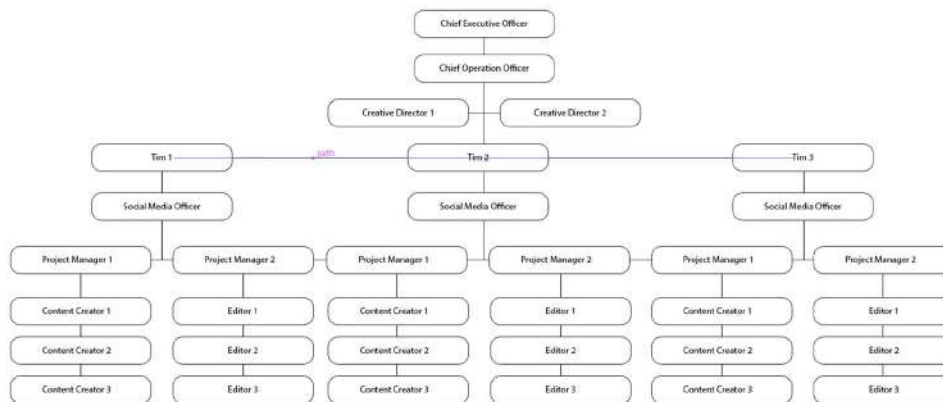 Chief Executive Officer
Chief Operation Officer
Creative Director 1 Creative Director 2
Tim 1 path Tim 2 Tim 3
Social Media Officer Social Media Officer Social Media Officer
Project Manager 1 Project Manager 2 Project Manager 1 Project Manager 2 Project Manager 1 Project Manager 2
Content Creator 1 Editor 1 Content Creator 1 Editor 1 Content Creator 1 Editor 1
Content Creator 2 Editor 2 Content Creator 2 Editor 2 Content Creator 2 Editor 2
Content Creator 3 Editor 3 Content Creator 3 Editor 3 Content Creator 3 Editor 3